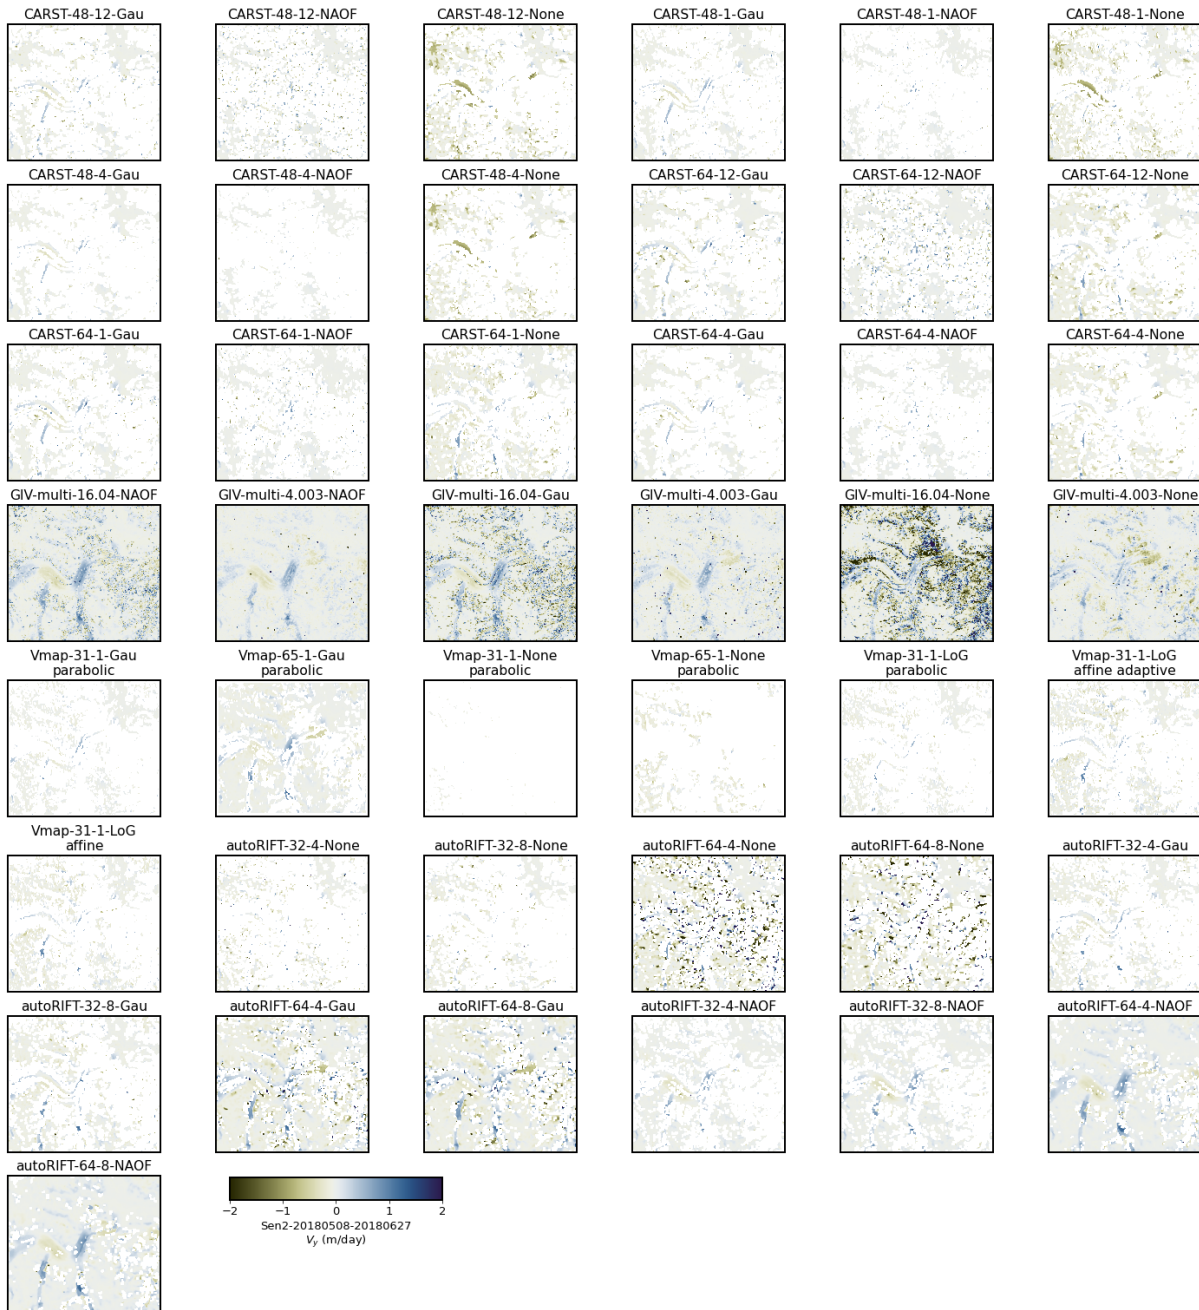 CARST-48-12-Gau
CARST-48-12-NAOF
CARST-48-12-None
CARST-48-1-Gau
CARST-48-1-NAOF
CARST-48-1-None
CARST-48-4-Gau
CARST-48-4-NAOF
CARST-48-4-None
CARST-64-12-Gau
CARST-64-12-NAOF
CARST-64-12-None
CARST-64-1-Gau
CARST-64-1-NAOF
CARST-64-1-None
CARST-64-4-Gau
CARST-64-4-NAOF
CARST-64-4-None
GIV-multi-16.04-NAOF
GIV-multi-4.003-NAOF
GIV-multi-16.04-Gau
GIV-multi-4.003-Gau
GIV-multi-16.04-None
GIV-multi-4.003-None
Vmap-31-1-Gau
parabolic
Vmap-65-1-Gau
parabolic
Vmap-31-1-None
parabolic
Vmap-65-1-None
parabolic
Vmap-31-1-LoG
parabolic
Vmap-31-1-LoG
affine adaptive
Vmap-31-1-LoG
affine
autoRIFT-32-4-None
autoRIFT-32-8-None
autoRIFT-64-4-None
autoRIFT-64-8-None
autoRIFT-32-4-Gau
autoRIFT-32-8-Gau
autoRIFT-64-4-Gau
autoRIFT-64-8-Gau
autoRIFT-32-4-NAOF
autoRIFT-32-8-NAOF
autoRIFT-64-4-NAOF
autoRIFT-64-8-NAOF
−2 −1 0 1 2
Sen2-20180508-20180627
V_y (m/day)